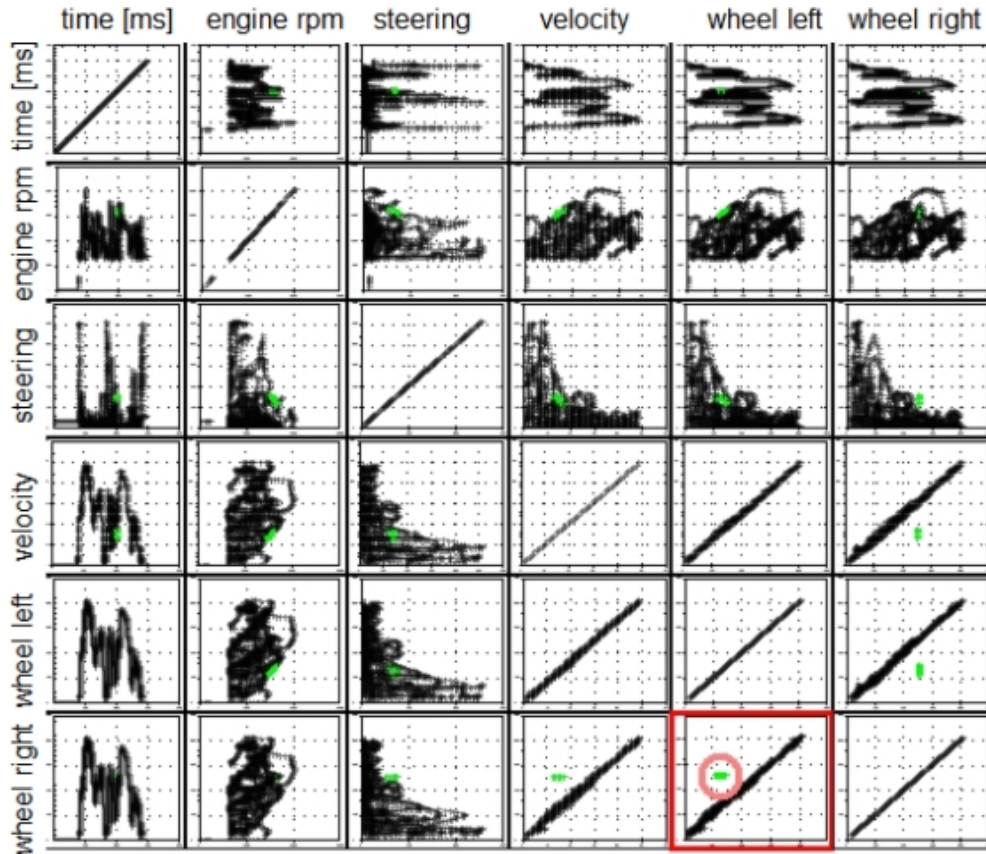 time [ms] engine rpm steering velocity wheel left wheel right
time [ms]
engine rpm
steering
velocity
wheel left
wheel right